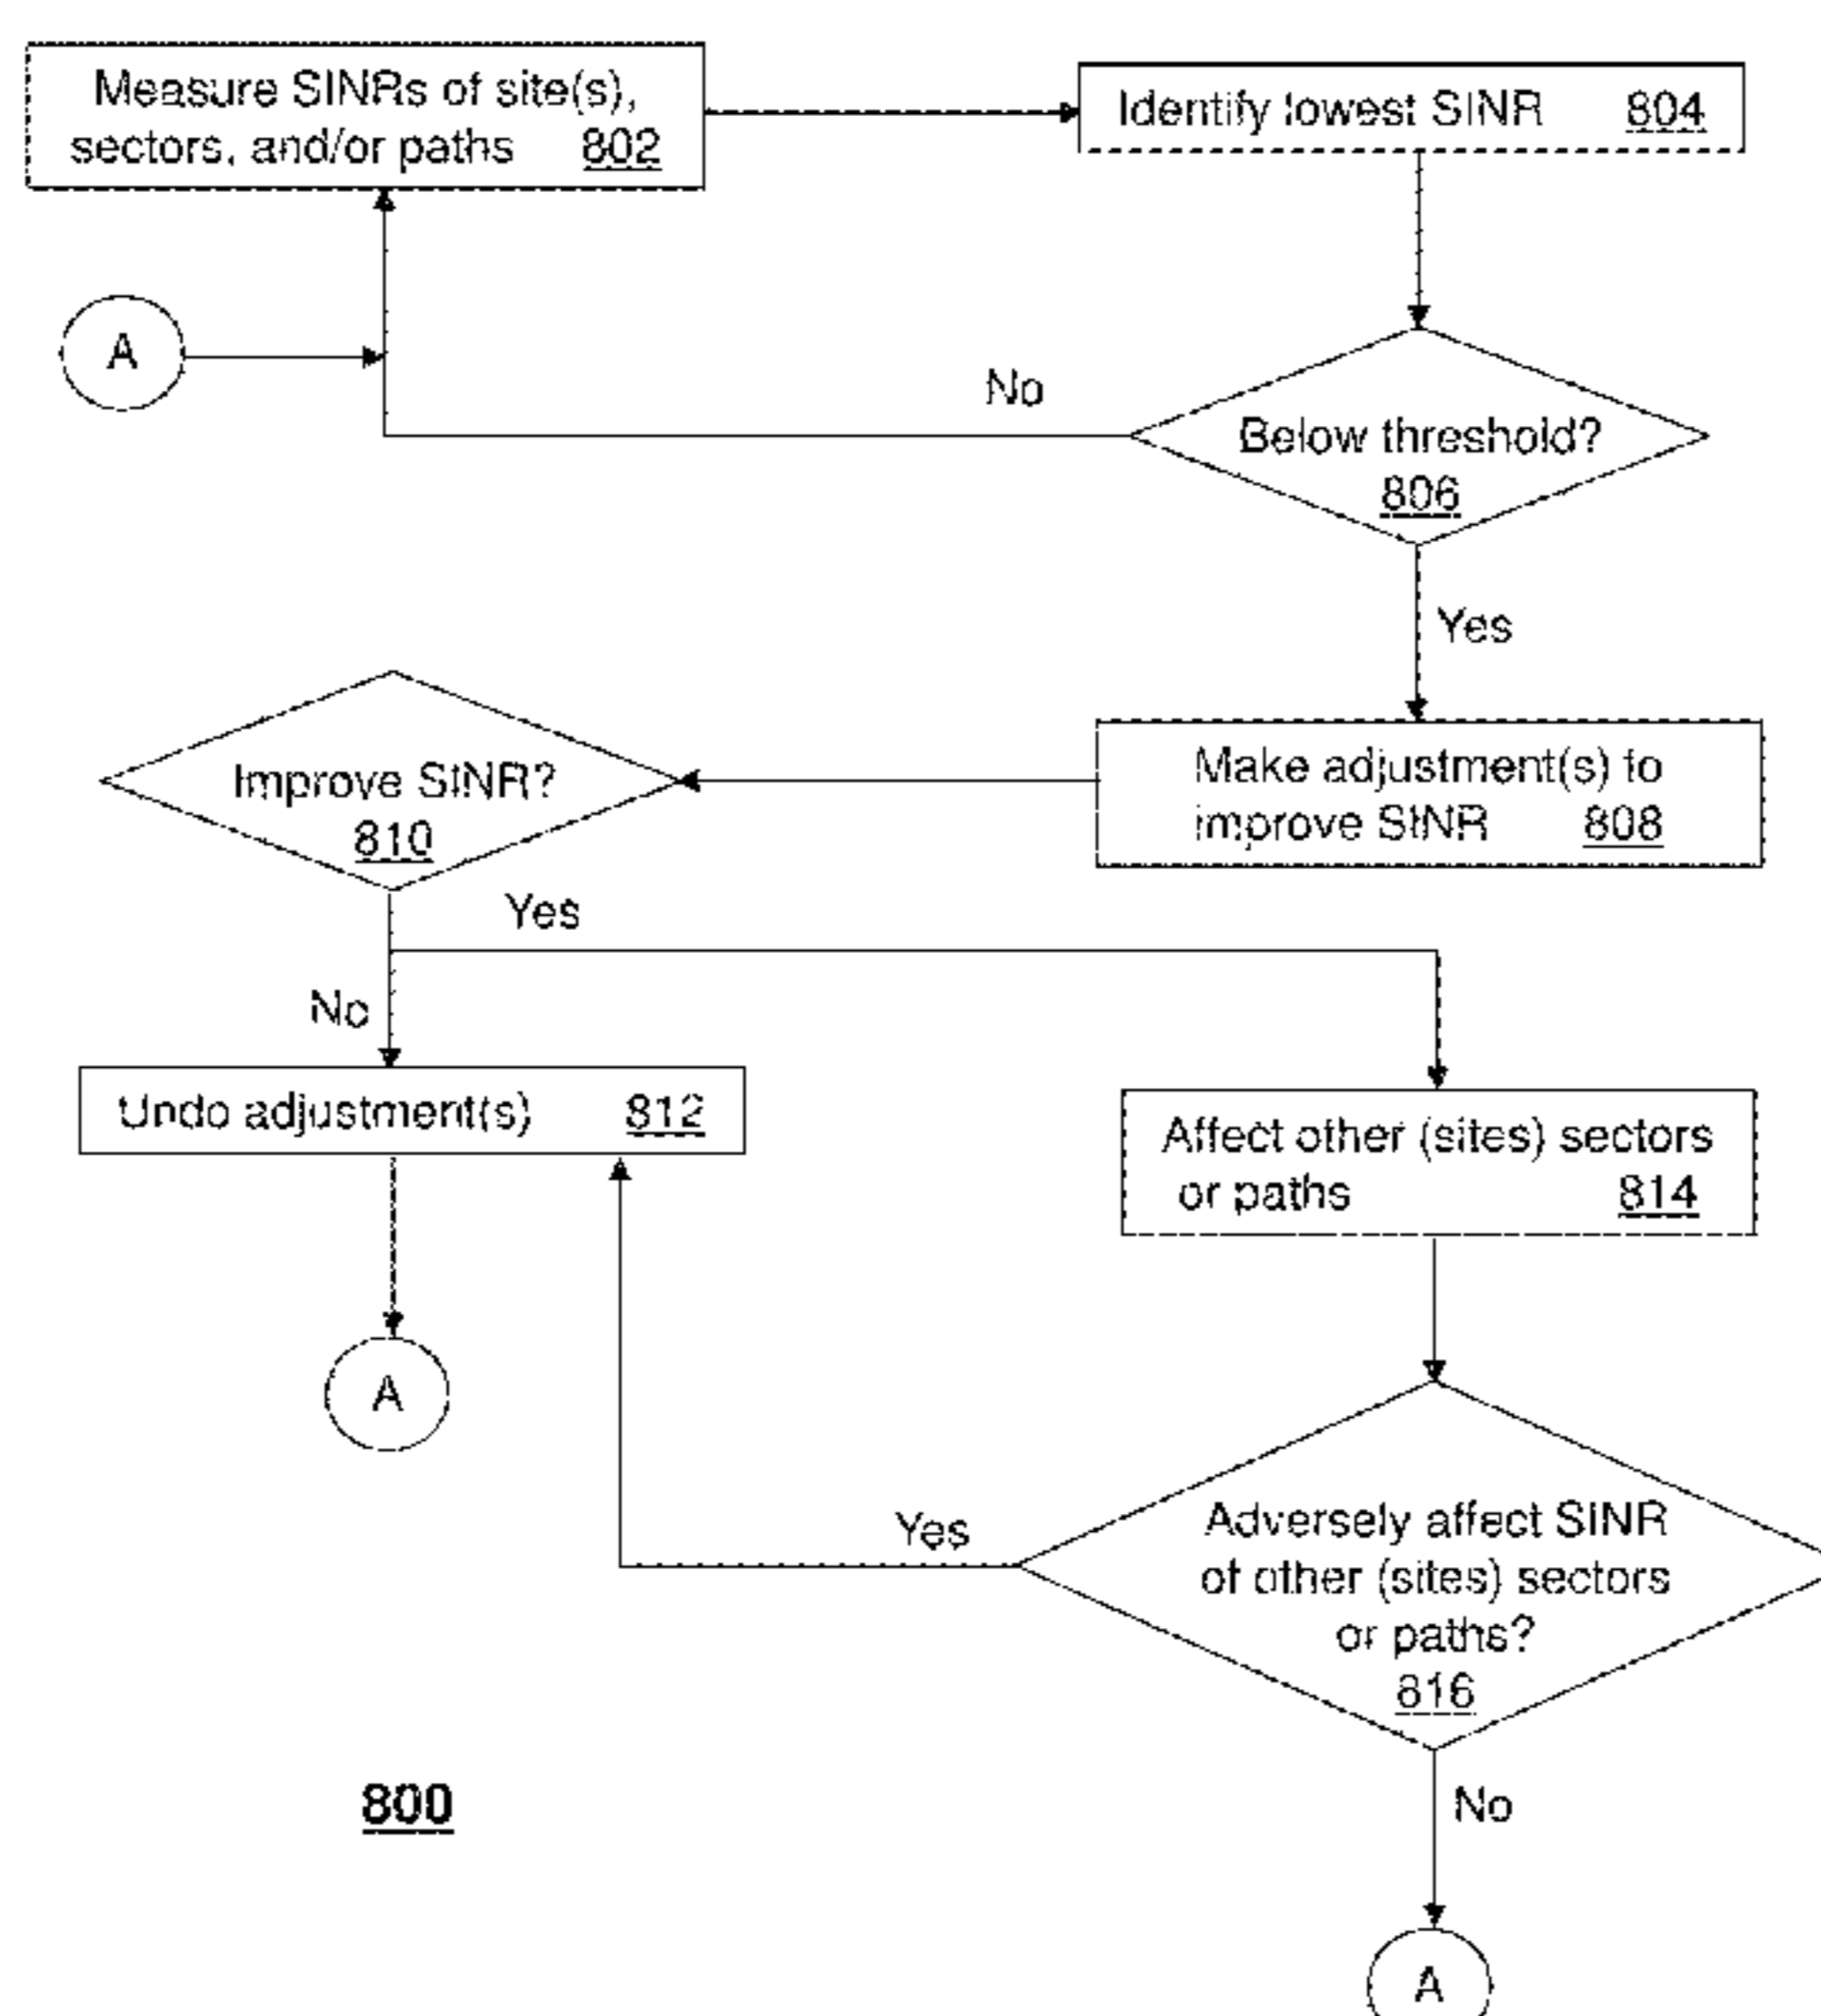 Measure SINRs of site(s),
sectors, and/or paths 802
Identify lowest SINR 804
A
No
Below threshold?
806
Yes
Improve SINR?
810
Make adjustment(s) to
improve SINR 808
Yes
No
Undo adjustment(s) 812
Affect other (sites) sectors
or paths 814
A
Yes
Adversely affect SINR
of other (sites) sectors
or paths?
816
800
No
A